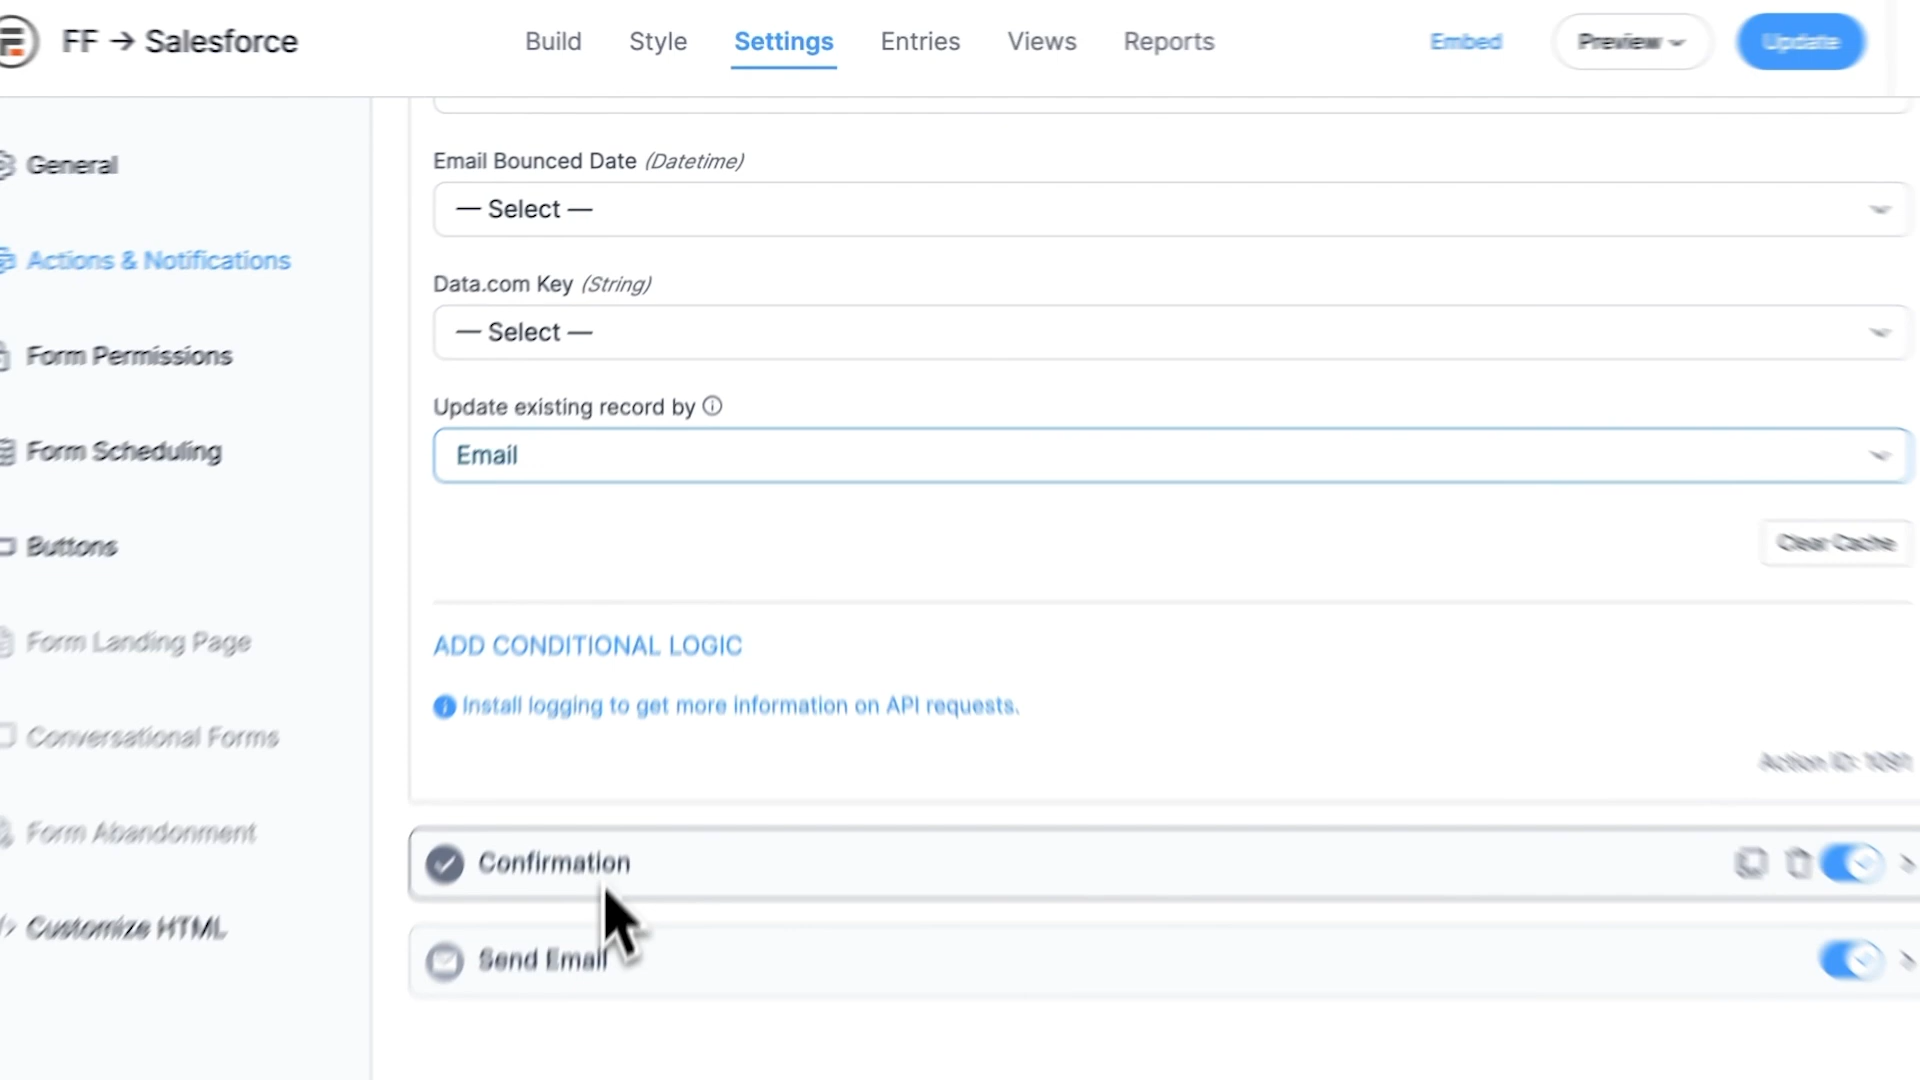 FF → Salesforce
Build Style Settings Entries Views Reports
Embed Preview Update
General
Actions & Notifications
Form Permissions
Form Scheduling
Buttons
Form Landing Page
Conversational Forms
Form Abandonment
Customize HTML
Email Bounced Date (Datetime)
— Select —
Data.com Key (String)
— Select —
Update existing record by
Email
Clear Cache
ADD CONDITIONAL LOGIC
Install logging to get more information on API requests.
Action ID:
Confirmation
Send Email